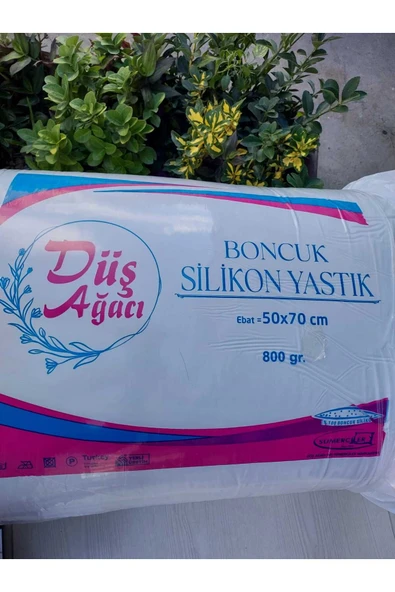 Düş
Ağacı
BONCUK
SİLİKON YASTIK
Ebat = 50x70 cm
800 gr.